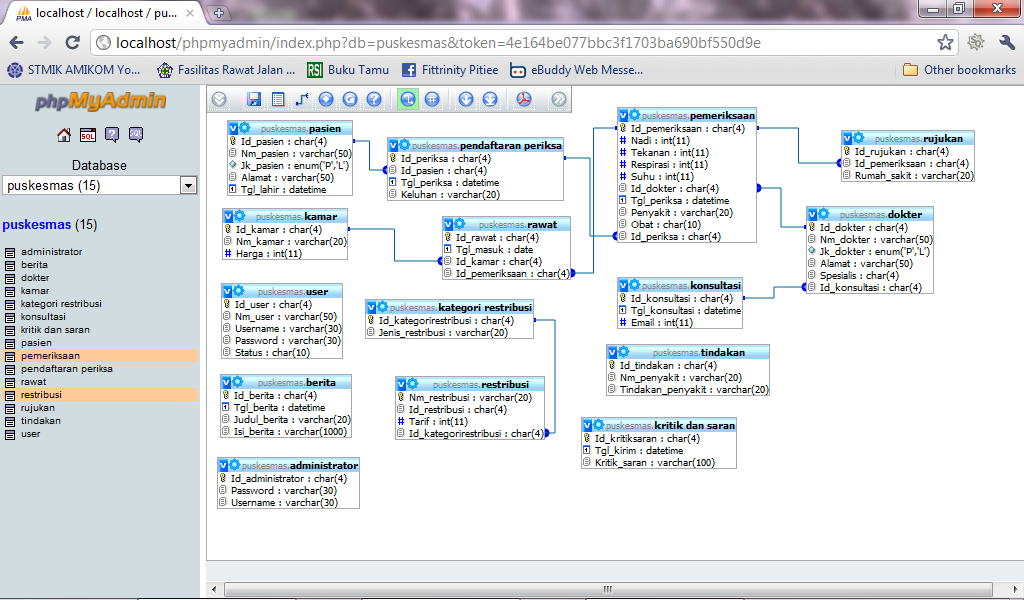 localhost / localhost / pu...
localhost/phpmyadmin/index.php?db=puskesmas&token=4e164be077bbc3f1703ba690bf550d9e
STMIK AMIKOM Yo...
Fasilitas Rawat Jalan ...
RSI
Buku Tamu
Fittrinity Pitiee
eBuddy Web Messe...
Other bookmarks
phpMyAdmin
SQL
Database
puskesmas (15)
puskesmas (15)
administrator
berita
dokter
kamar
kategori restribusi
konsultasi
kritik dan saran
pasien
pemeriksaan
pendaftaran periksa
rawat
restribusi
rujukan
tindakan
user
puskesmas.pasien
Id_pasien : char(4)
Nm_pasien : varchar(50)
Jk_pasien : enum('P','L')
Alamat : varchar(50)
Tgl_lahir : datetime
puskesmas.pendaftaran periksa
Id_periksa : char(4)
Id_pasien : char(4)
Tgl_periksa : datetime
Keluhan : varchar(20)
puskesmas.pemeriksaan
Id_pemeriksaan : char(4)
Nadi : int(11)
Tekanan : int(11)
Respirasi : int(11)
Suhu : int(11)
Id_dokter : char(4)
Tgl_periksa : datetime
Penyakit : varchar(20)
Obat : char(10)
Id_periksa : char(4)
puskesmas.rujukan
Id_rujukan : char(4)
Id_pemeriksaan : char(4)
Rumah_sakit : varchar(20)
puskesmas.kamar
Id_kamar : char(4)
Nm_kamar : varchar(20)
Harga : int(11)
puskesmas.rawat
Id_rawat : char(4)
Tgl_masuk : date
Id_kamar : char(4)
Id_pemeriksaan : char(4)
puskesmas.dokter
Id_dokter : char(4)
Nm_dokter : varchar(50)
Jk_dokter : enum('P','L')
Alamat : varchar(50)
Spesialis : char(4)
Id_konsultasi : char(4)
puskesmas.user
Id_user : char(4)
Nm_user : varchar(50)
Username : varchar(30)
Password : varchar(30)
Status : char(10)
puskesmas.kategori restribusi
Id_kategorirestribusi : char(4)
Jenis_restribusi : varchar(20)
puskesmas.konsultasi
Id_konsultasi : char(4)
Tgl_konsultasi : datetime
Email : int(11)
puskesmas.tindakan
Id_tindakan : char(4)
Nm_penyakit : varchar(20)
Tindakan_penyakit : varchar(20)
puskesmas.berita
Id_berita : char(4)
Tgl_berita : datetime
Judul_berita : varchar(20)
Isi_berita : varchar(1000)
puskesmas.restribusi
Nm_restribusi : varchar(20)
Id_restribusi : char(4)
Tarif : int(11)
Id_kategorirestribusi : char(4)
puskesmas.kritik dan saran
Id_kritiksaran : char(4)
Tgl_kirim : datetime
Kritik_saran : varchar(100)
puskesmas.administrator
Id_administrator : char(4)
Password : varchar(30)
Username : varchar(30)